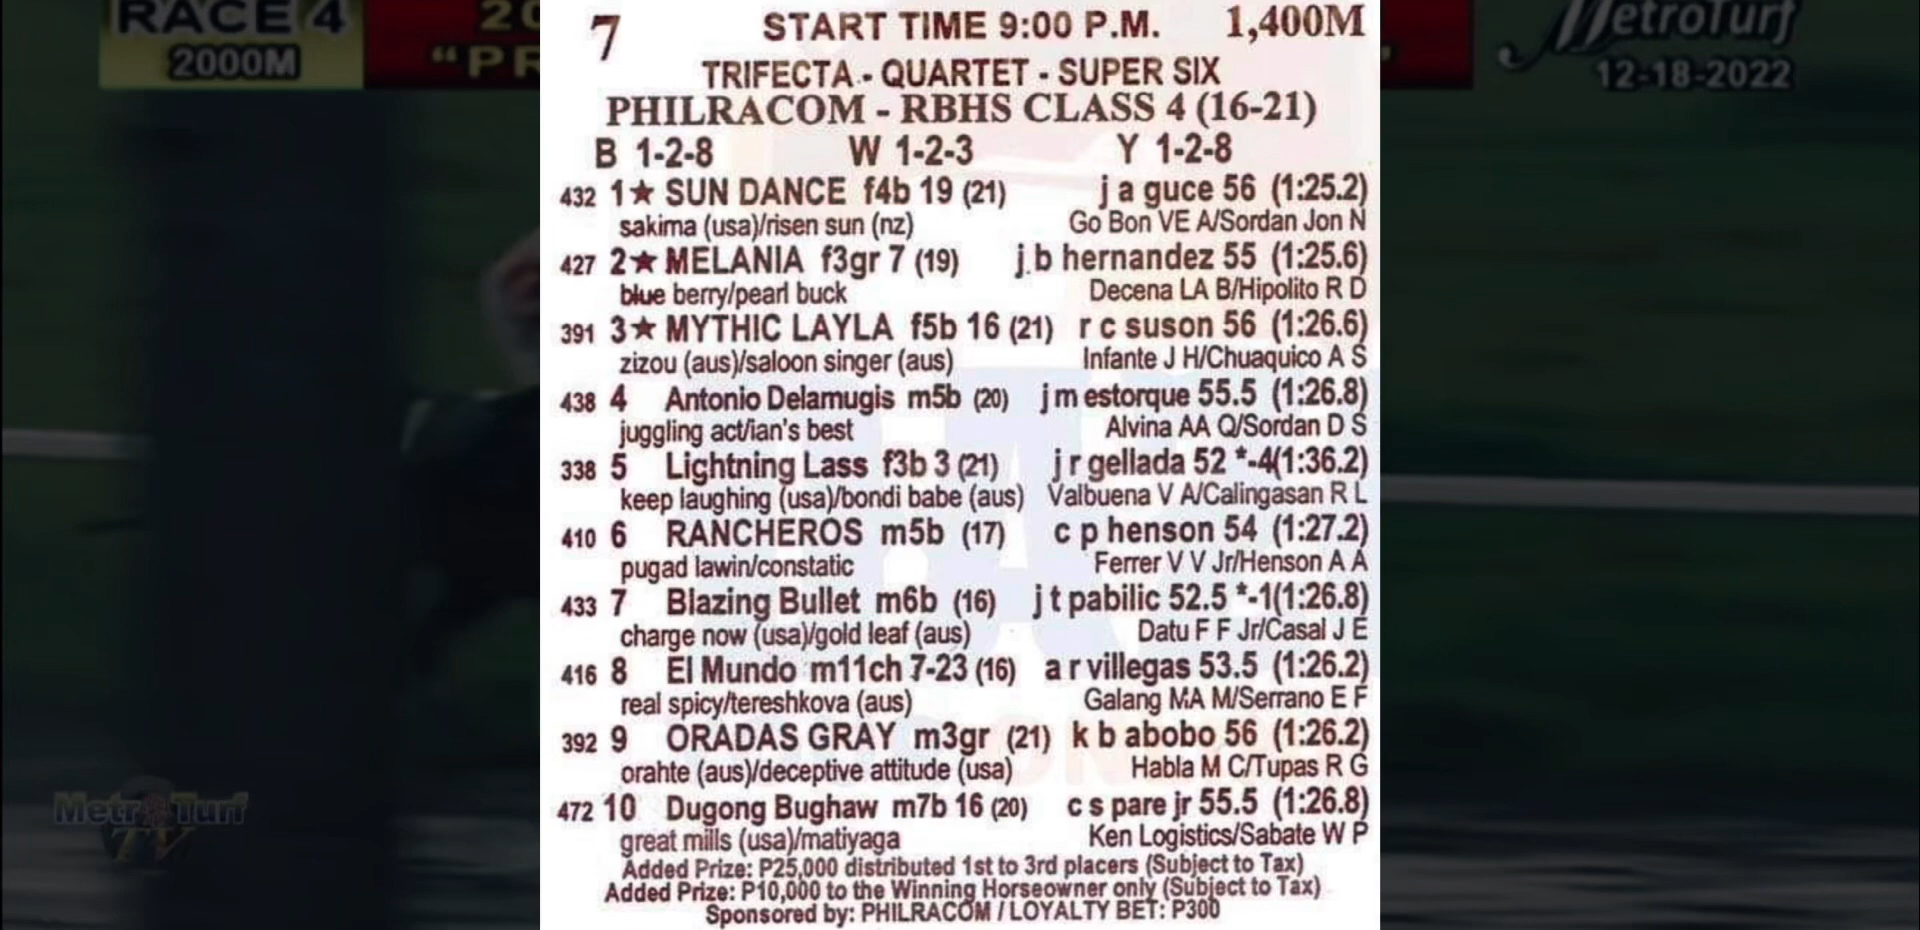 RACE 4
2000M
20
"PR
MetroTurf
12-18-2022
7 START TIME 9:00 P.M. 1,400M
TRIFECTA - QUARTET - SUPER SIX
PHILRACOM - RBHS CLASS 4 (16-21)
B 1-2-8 W 1-2-3 Y 1-2-8
432 1★ SUN DANCE f4b 19 (21) j a guce 56 (1:25.2)
sakima (usa)/risen sun (nz) Go Bon VE A/Sordan Jon N
427 2★ MELANIA f3gr 7 (19) j b hernandez 55 (1:25.6)
blue berry/pearl buck Decena LA B/Hipolito R D
391 3★ MYTHIC LAYLA f5b 16 (21) r c suson 56 (1:26.6)
zizou (aus)/saloon singer (aus) Infante J H/Chuaquico A S
438 4 Antonio Delamugis m5b (20) j m estorque 55.5 (1:26.8)
juggling act/ian's best Alvina AA Q/Sordan D S
338 5 Lightning Lass f3b 3 (21) j r gellada 52 *-4(1:36.2)
keep laughing (usa)/bondi babe (aus) Valbuena V A/Calingasan R L
410 6 RANCHEROS m5b (17) c p henson 54 (1:27.2)
pugad lawin/constatic Ferrer V V Jr/Henson A A
433 7 Blazing Bullet m6b (16) j t pabilic 52.5 *-1(1:26.8)
charge now (usa)/gold leaf (aus) Datu F F Jr/Casal J E
416 8 El Mundo m11ch 7-23 (16) a r villegas 53.5 (1:26.2)
real spicy/tereshkova (aus) Galang MA M/Serrano E F
392 9 ORADAS GRAY m3gr (21) k b abobo 56 (1:26.2)
orahte (aus)/deceptive attitude (usa) Habla M C/Tupas R G
472 10 Dugong Bughaw m7b 16 (20) c s pare jr 55.5 (1:26.8)
great mills (usa)/matiyaga Ken Logistics/Sabate W P
Added Prize: P25,000 distributed 1st to 3rd placers (Subject to Tax)
Added Prize: P10,000 to the Winning Horseowner only (Subject to Tax)
Sponsored by: PHILRACOM / LOYALTY BET: P300
MetroTurf
TV